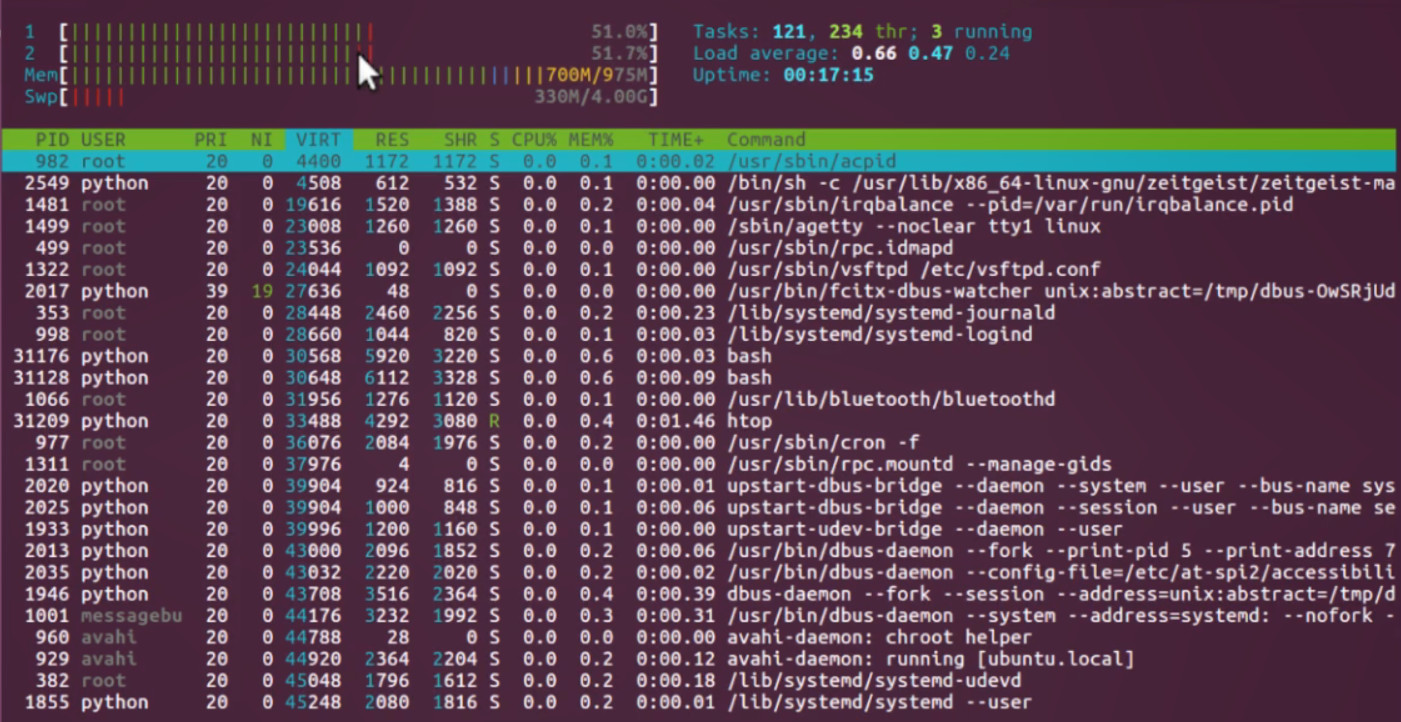 1 [||||||||||||||||||||||||||| 51.0%] Tasks: 121, 234 thr; 3 running
2 [||||||||||||||||||||||||||| 51.7%] Load average: 0.66 0.47 0.24
Mem[||||||||||||||||||||||||||||||||||||||||||700M/975M] Uptime: 00:17:15
Swp[||||| 330M/4.00G]
PID USER PRI NI VIRT RES SHR S CPU% MEM% TIME+ Command
982 root 20 0 4400 1172 1172 S 0.0 0.1 0:00.02 /usr/sbin/acpid
2549 python 20 0 4508 612 532 S 0.0 0.1 0:00.00 /bin/sh -c /usr/lib/x86_64-linux-gnu/zeitgeist/zeitgeist-ma
1481 root 20 0 19616 1520 1388 S 0.0 0.2 0:00.04 /usr/sbin/irqbalance --pid=/var/run/irqbalance.pid
1499 root 20 0 23008 1260 1260 S 0.0 0.1 0:00.00 /sbin/agetty --noclear tty1 linux
499 root 20 0 23536 0 0 S 0.0 0.0 0:00.00 /usr/sbin/rpc.idmapd
1322 root 20 0 24044 1092 1092 S 0.0 0.1 0:00.00 /usr/sbin/vsftpd /etc/vsftpd.conf
2017 python 39 19 27636 48 0 S 0.0 0.0 0:00.00 /usr/bin/fcitx-dbus-watcher unix:abstract=/tmp/dbus-OwSRjUd
353 root 20 0 28448 2460 2256 S 0.0 0.2 0:00.23 /lib/systemd/systemd-journald
998 root 20 0 28660 1044 820 S 0.0 0.1 0:00.03 /lib/systemd/systemd-logind
31176 python 20 0 30568 5920 3220 S 0.0 0.6 0:00.03 bash
31128 python 20 0 30648 6112 3328 S 0.0 0.6 0:00.09 bash
1066 root 20 0 31956 1276 1120 S 0.0 0.1 0:00.00 /usr/lib/bluetooth/bluetoothd
31209 python 20 0 33488 4292 3080 R 0.0 0.4 0:01.46 htop
977 root 20 0 36076 2084 1976 S 0.0 0.2 0:00.00 /usr/sbin/cron -f
1311 root 20 0 37976 4 0 S 0.0 0.0 0:00.00 /usr/sbin/rpc.mountd --manage-gids
2020 python 20 0 39904 924 816 S 0.0 0.1 0:00.01 upstart-dbus-bridge --daemon --system --user --bus-name sys
2025 python 20 0 39904 1000 848 S 0.0 0.1 0:00.06 upstart-dbus-bridge --daemon --session --user --bus-name se
1933 python 20 0 39996 1200 1160 S 0.0 0.1 0:00.00 upstart-udev-bridge --daemon --user
2013 python 20 0 43000 2096 1852 S 0.0 0.2 0:00.06 /usr/bin/dbus-daemon --fork --print-pid 5 --print-address 7
2035 python 20 0 43032 2220 2020 S 0.0 0.2 0:00.02 /usr/bin/dbus-daemon --config-file=/etc/at-spi2/accessibili
1946 python 20 0 43708 3516 2364 S 0.0 0.4 0:00.39 dbus-daemon --fork --session --address=unix:abstract=/tmp/d
1001 messagebu 20 0 44176 3232 1992 S 0.0 0.3 0:00.31 /usr/bin/dbus-daemon --system --address=systemd: --nofork -
960 avahi 20 0 44788 28 0 S 0.0 0.0 0:00.00 avahi-daemon: chroot helper
929 avahi 20 0 44920 2364 2204 S 0.0 0.2 0:00.12 avahi-daemon: running [ubuntu.local]
382 root 20 0 45048 1796 1612 S 0.0 0.2 0:00.18 /lib/systemd/systemd-udevd
1855 python 20 0 45248 2080 1816 S 0.0 0.2 0:00.01 /lib/systemd/systemd --user